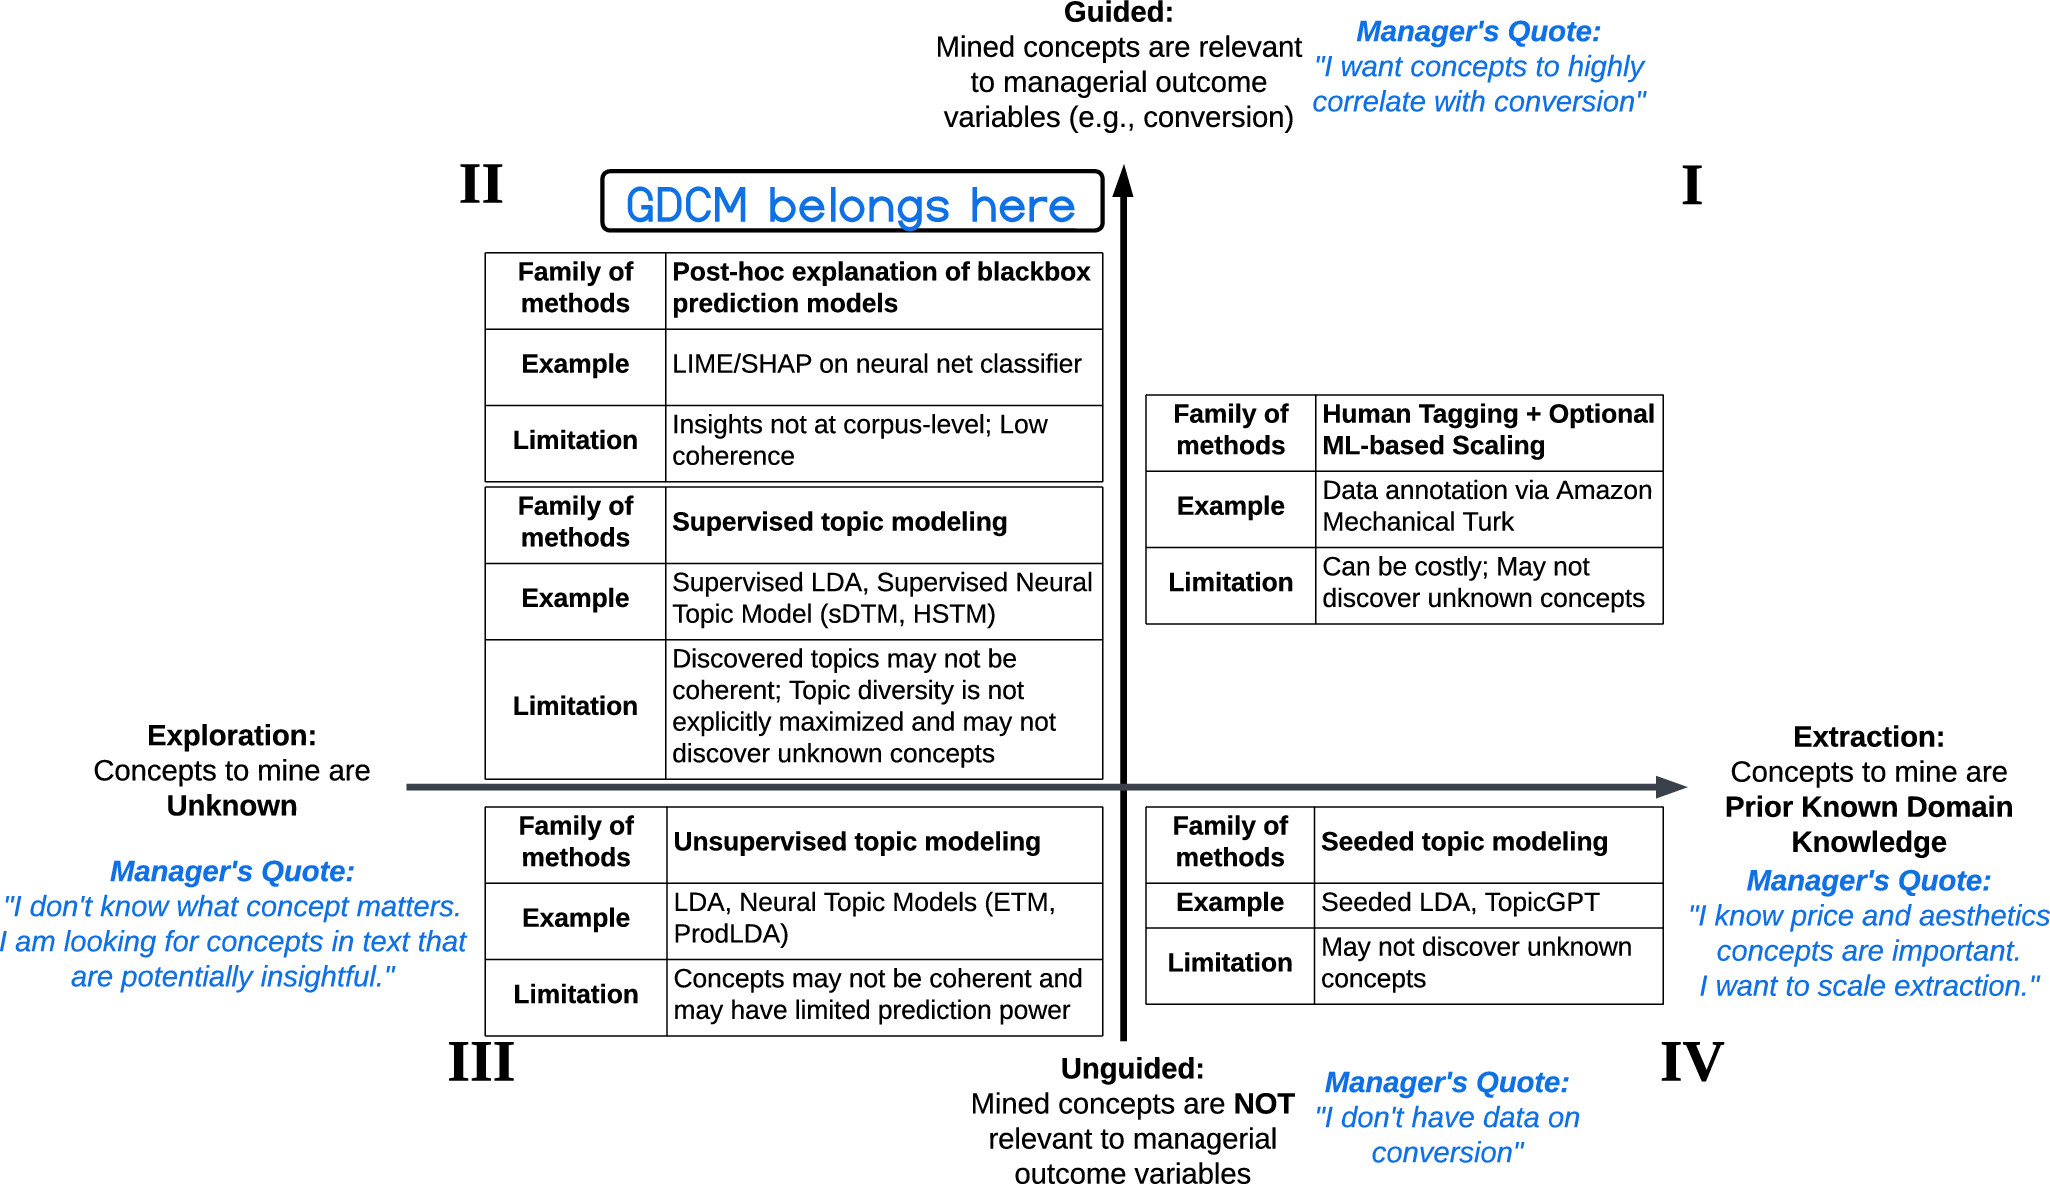 Guided:
Mined concepts are relevant
to managerial outcome
variables (e.g., conversion)
Manager's Quote:
"I want concepts to highly
correlate with conversion"
II
I
GDCM belongs here
Family of
methods
Post-hoc explanation of blackbox
prediction models
Example
LIME/SHAP on neural net classifier
Limitation
Insights not at corpus-level; Low
coherence
Family of
methods
Supervised topic modeling
Example
Supervised LDA, Supervised Neural
Topic Model (sDTM, HSTM)
Limitation
Discovered topics may not be
coherent; Topic diversity is not
explicitly maximized and may not
discover unknown concepts
Family of
methods
Human Tagging + Optional
ML-based Scaling
Example
Data annotation via Amazon
Mechanical Turk
Limitation
Can be costly; May not
discover unknown concepts
Exploration:
Concepts to mine are
Unknown
Manager's Quote:
"I don't know what concept matters.
I am looking for concepts in text that
are potentially insightful."
Extraction:
Concepts to mine are
Prior Known Domain
Knowledge
Manager's Quote:
"I know price and aesthetics
concepts are important.
I want to scale extraction."
Family of
methods
Unsupervised topic modeling
Example
LDA, Neural Topic Models (ETM,
ProdLDA)
Limitation
Concepts may not be coherent and
may have limited prediction power
Family of
methods
Seeded topic modeling
Example
Seeded LDA, TopicGPT
Limitation
May not discover unknown
concepts
III
IV
Unguided:
Mined concepts are NOT
relevant to managerial
outcome variables
Manager's Quote:
"I don't have data on
conversion"